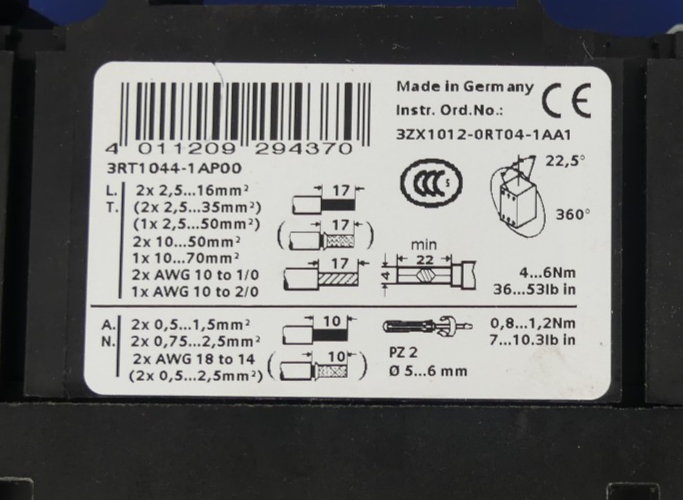 Made in Germany
Instr. Ord.No.:
3ZX1012-0RT04-1AA1
CE
4 011209 294370
3RT1044-1AP00
CCC S
22,5°
360°
L. 2x 2,5...16mm²
T. (2x 2,5...35mm²)
(1x 2,5...50mm²)
2x 10...50mm²
1x 10...70mm²
2x AWG 10 to 1/0
1x AWG 10 to 2/0
17
17
17
min
22
4
4...6Nm
36...53lb in
A. 2x 0,5...1,5mm²
N. 2x 0,75...2,5mm²
2x AWG 18 to 14
(2x 0,5...2,5mm²)
10
10
PZ 2
Ø 5...6 mm
0,8...1,2Nm
7...10.3lb in